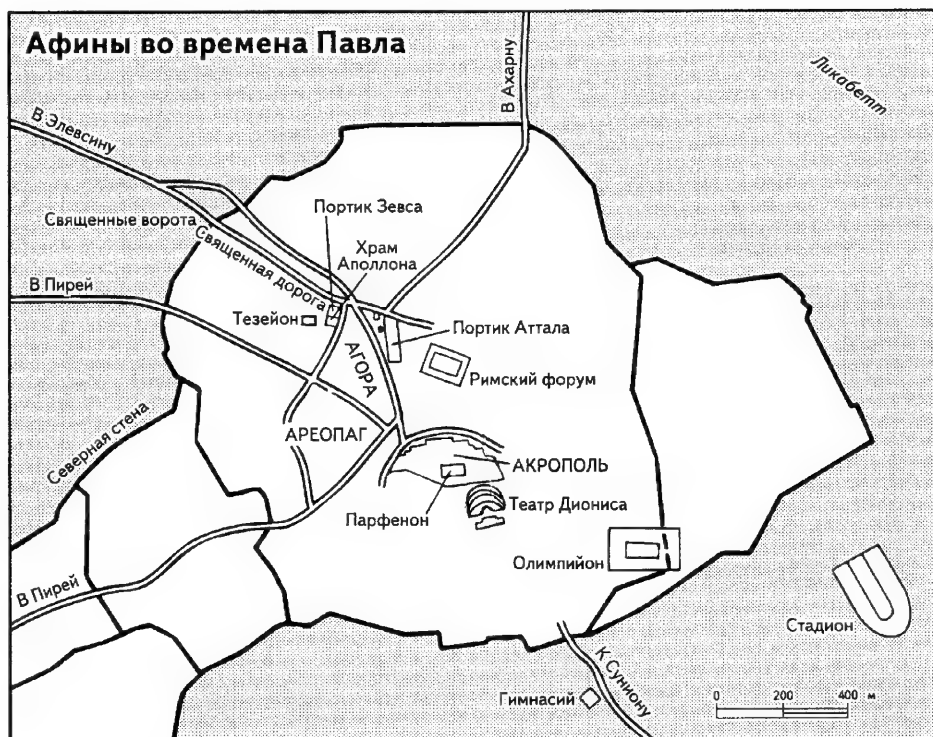 Афины во времена Павла
Ликабетт
В Ахарну
В Элевсину
Портик Зевса
Священные ворота
Священная дорога
Храм
Аполлона
В Пирей
Тезейон
Портик Аттала
АГОРА
Римский форум
Северная стена
АРЕОПАГ
АКРОПОЛЬ
Парфенон
Театр Диониса
Олимпийон
В Пирей
Стадион
К Суниону
Гимнасий
0 200 400 м